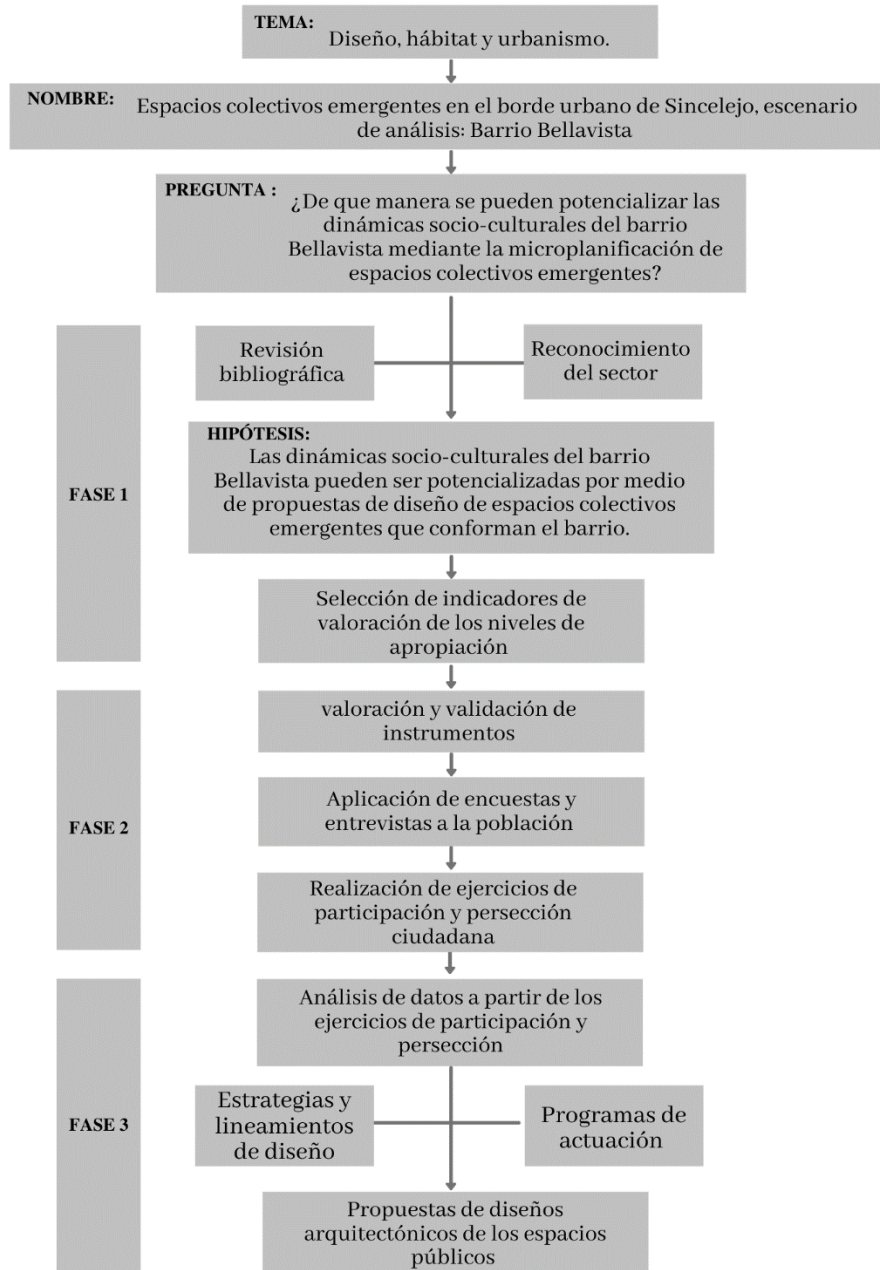 TEMA:
Diseño, hábitat y urbanismo.
NOMBRE:
Espacios colectivos emergentes en el borde urbano de Sincelejo, escenario
de análisis: Barrio Bellavista
PREGUNTA :
¿De que manera se pueden potencializar las
dinámicas socio-culturales del barrio
Bellavista mediante la microplanificación de
espacios colectivos emergentes?
FASE 1
Revisión
bibliográfica
Reconocimiento
del sector
HIPÓTESIS:
Las dinámicas socio-culturales del barrio
Bellavista pueden ser potencializadas por medio
de propuestas de diseño de espacios colectivos
emergentes que conforman el barrio.
Selección de indicadores de
valoración de los niveles de
apropiación
FASE 2
valoración y validación de
instrumentos
Aplicación de encuestas y
entrevistas a la población
Realización de ejercicios de
participación y persección
ciudadana
FASE 3
Análisis de datos a partir de los
ejercicios de participación y
persección
Estrategias y
lineamientos
de diseño
Programas de
actuación
Propuestas de diseños
arquitectónicos de los espacios
públicos